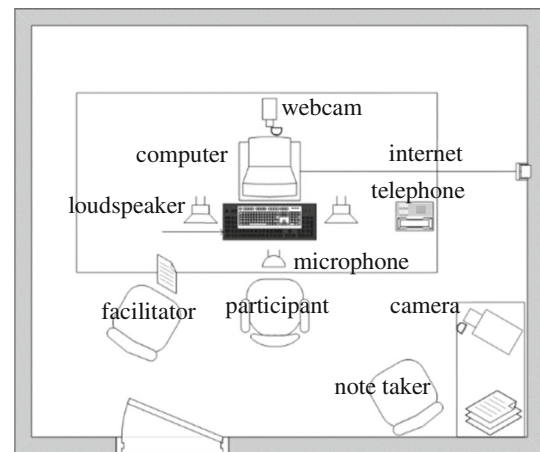 webcam
computer
internet
telephone
loudspeaker
microphone
facilitator
participant
camera
note taker